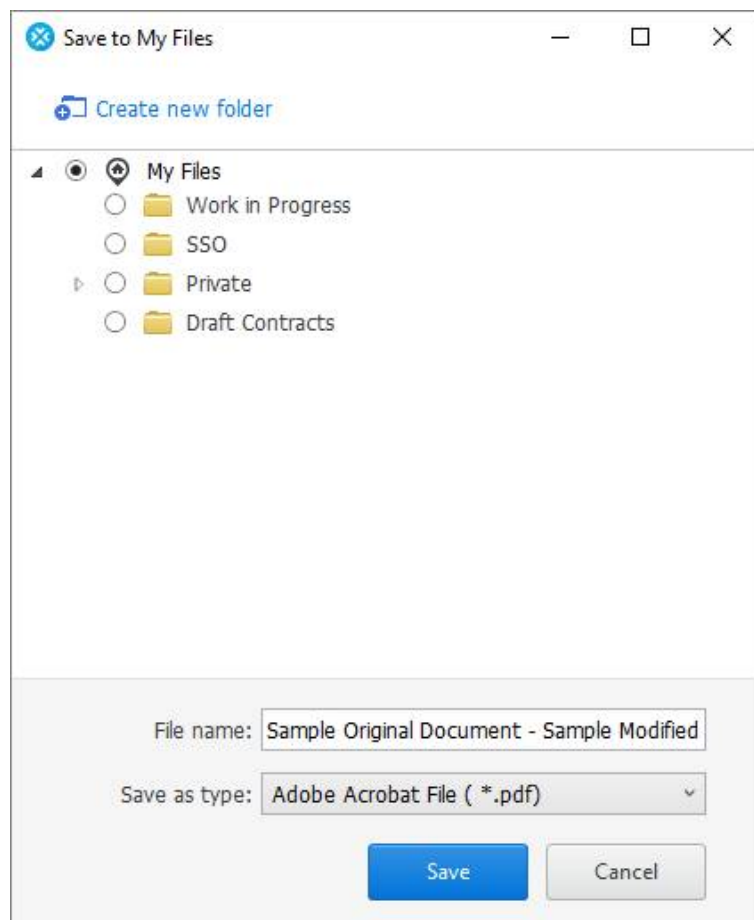 Save to My Files
Create new folder
My Files
Work in Progress
SSO
Private
Draft Contracts
File name: Sample Original Document - Sample Modified
Save as type: Adobe Acrobat File ( *.pdf)
Save Cancel